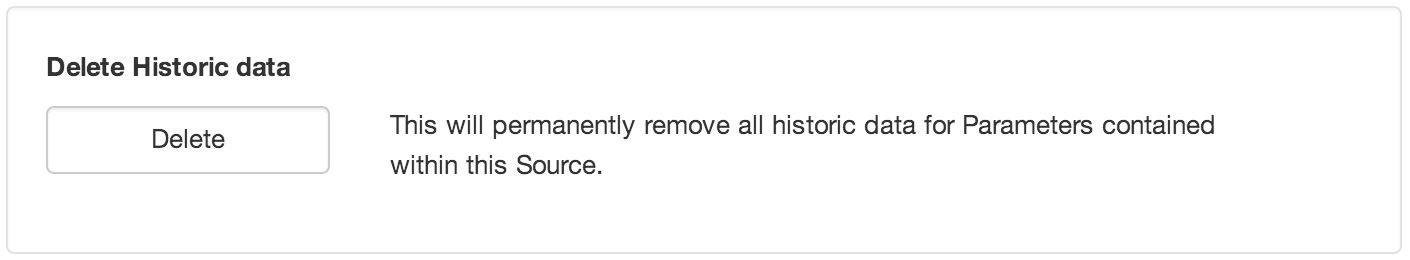 Delete Historic data
Delete
This will permanently remove all historic data for Parameters contained
within this Source.